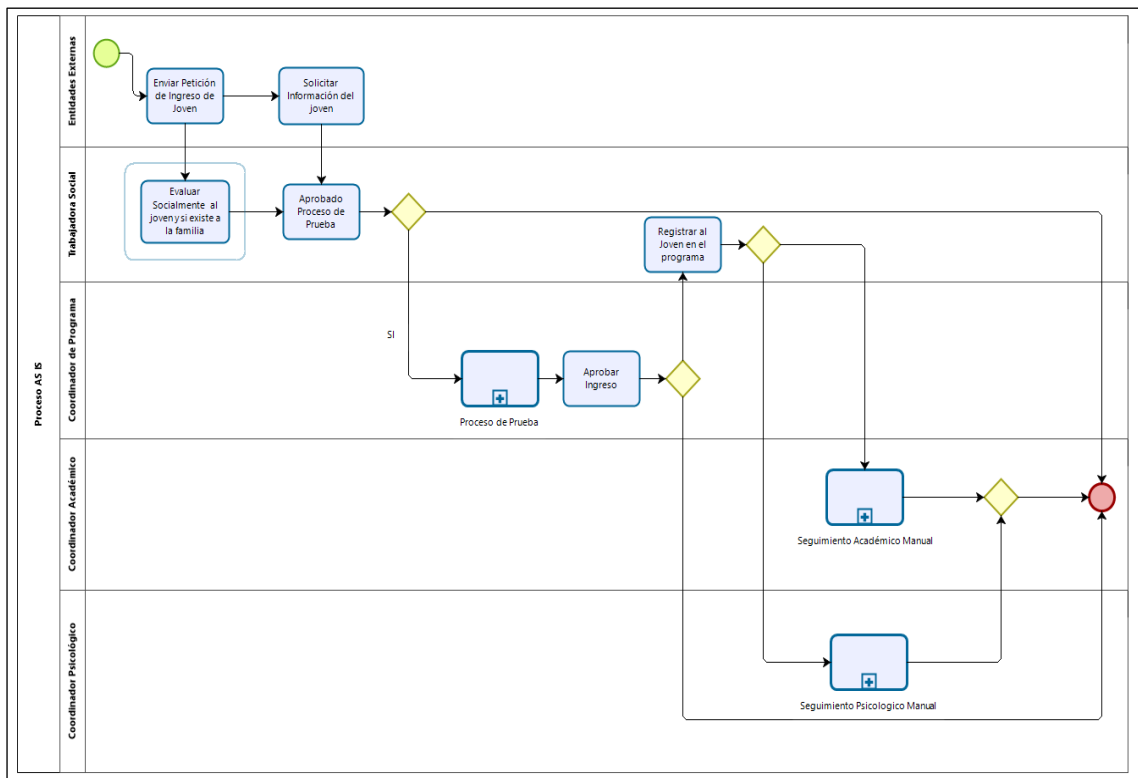 Proceso AS IS
Entidades Externas
Enviar Petición
de Ingreso de
Joven
Solicitar
Información del
joven
Trabajadora Social
Evaluar
Socialmente al
joven y si existe a
la familia
Aprobado
Proceso de
Prueba
Registrar al
Joven en el
programa
Coordinador de Programa
SI
Proceso de Prueba
Aprobar
Ingreso
Coordinador Académico
Seguimiento Académico Manual
Coordinador Psicológico
Seguimiento Psicologico Manual